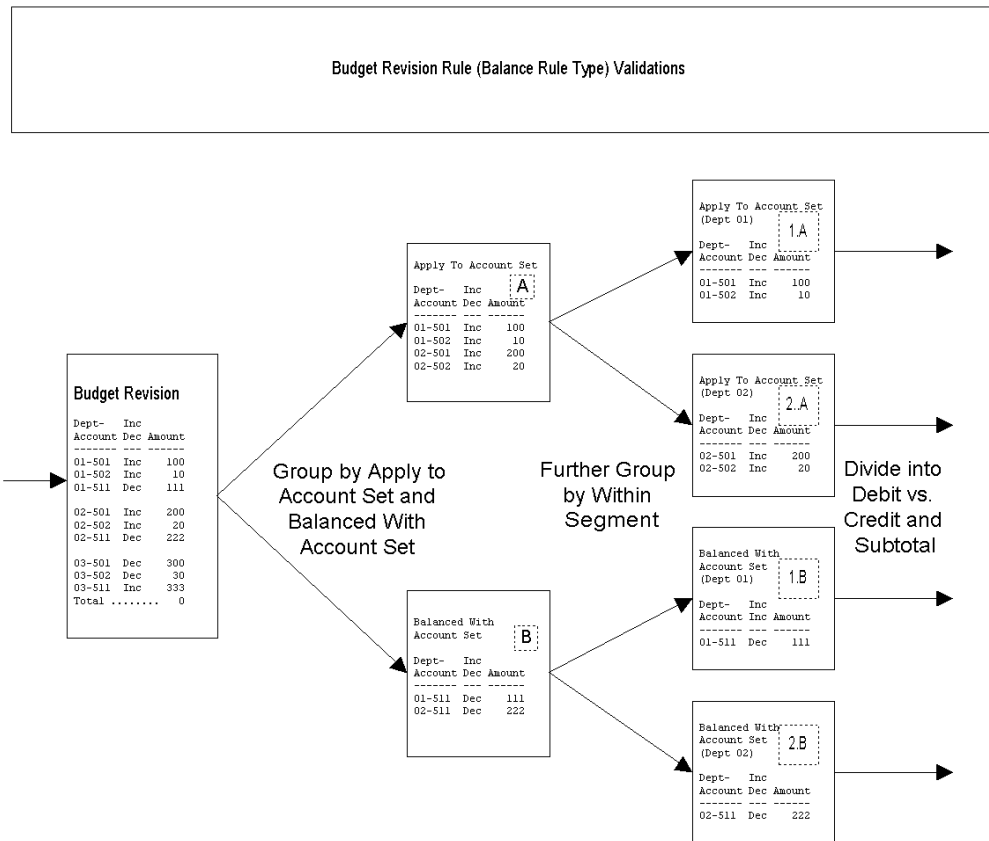 Budget Revision Rule (Balance Rule Type) Validations
Budget Revision
Dept- Inc
Account Dec Amount
------- --- ------
01-501 Inc 100
01-502 Inc 10
01-511 Dec 111
02-501 Inc 200
02-502 Inc 20
02-511 Dec 222
03-501 Dec 300
03-502 Dec 30
03-511 Inc 333
Total ........ 0
Group by Apply to
Account Set and
Balanced With
Account Set
Apply To Account Set
A
Dept- Inc
Account Dec Amount
------- --- ------
01-501 Inc 100
01-502 Inc 10
02-501 Inc 200
02-502 Inc 20
Balanced With
Account Set
B
Dept- Inc
Account Dec Amount
------- --- ------
01-511 Dec 111
02-511 Dec 222
Further Group
by Within
Segment
Apply To Account Set
(Dept 01)
1.A
Dept- Inc
Account Dec Amount
------- --- ------
01-501 Inc 100
01-502 Inc 10
Apply To Account Set
(Dept 02)
2..A
Dept- Inc
Account Dec Amount
------- --- ------
02-501 Inc 200
02-502 Inc 20
Balanced With
Account Set
(Dept 01)
1.B
Dept- Inc
Account Inc Amount
------- --- ------
01-511 Dec 111
Balanced With
Account Set
(Dept 02)
2.B
Dept- Inc
Account Dec Amount
------- --- ------
02-511 Dec 222
Divide into
Debit vs.
Credit and
Subtotal